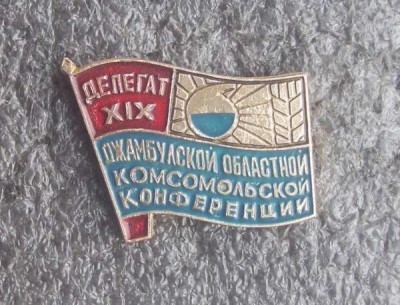 ДЕЛЕГАТ
XIX
ДЖАМБУЛСКОЙ ОБЛАСТНОЙ
КОМСОМОЛЬСКОЙ
КОНФЕРЕНЦИИ